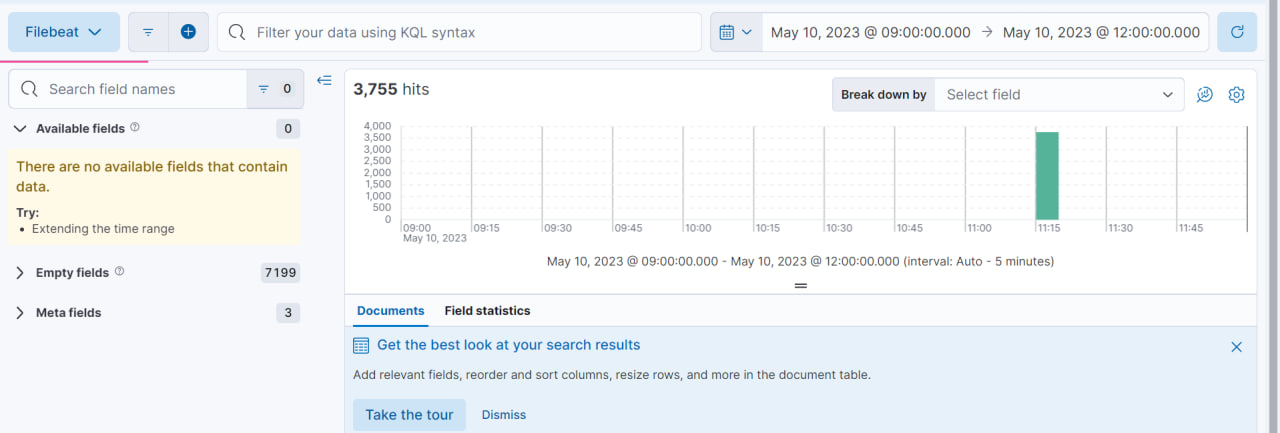 Filebeat
Filter your data using KQL syntax
May 10, 2023 @ 09:00:00.000 → May 10, 2023 @ 12:00:00.000
Search field names
0
Available fields
0
There are no available fields that contain
data.
Try:
• Extending the time range
Empty fields
7199
Meta fields
3
3,755 hits
Break down by
Select field
4,000
3,500
3,000
2,500
2,000
1,500
1,000
500
0
09:00 09:15 09:30 09:45 10:00 10:15 10:30 10:45 11:00 11:15 11:30 11:45
May 10, 2023
May 10, 2023 @ 09:00:00.000 - May 10, 2023 @ 12:00:00.000 (interval: Auto - 5 minutes)
Documents Field statistics
Get the best look at your search results
Add relevant fields, reorder and sort columns, resize rows, and more in the document table.
Take the tour Dismiss